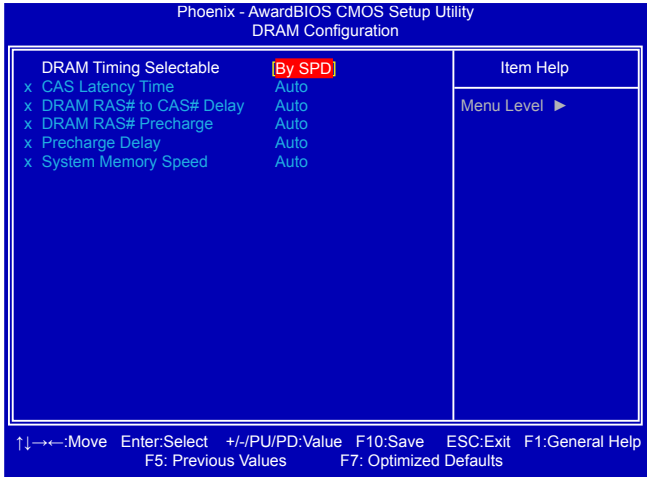 Phoenix - AwardBIOS CMOS Setup Utility
DRAM Configuration
DRAM Timing Selectable [By SPD]
x CAS Latency Time Auto
x DRAM RAS# to CAS# Delay Auto
x DRAM RAS# Precharge Auto
x Precharge Delay Auto
x System Memory Speed Auto
Item Help
Menu Level ►
↑↓→←:Move Enter:Select +/-/PU/PD:Value F10:Save ESC:Exit F1:General Help
F5: Previous Values F7: Optimized Defaults